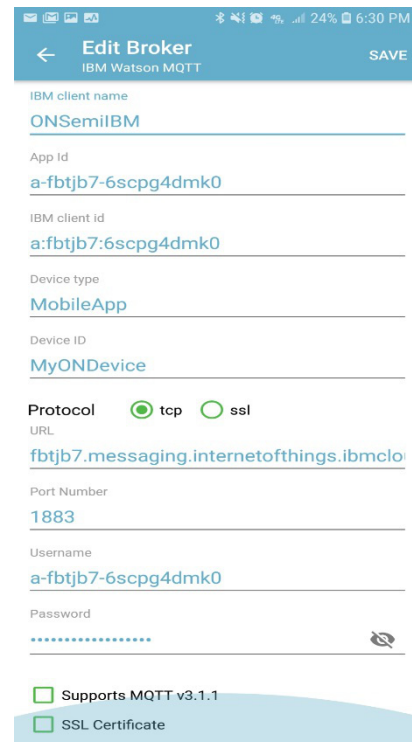 24% 6:30 PM
Edit Broker
IBM Watson MQTT
SAVE
IBM client name
ONSemiIBM
App Id
a-fbtjb7-6scpg4dmk0
IBM client id
a:fbtjb7:6scpg4dmk0
Device type
MobileApp
Device ID
MyONDevice
Protocol tcp ssl
URL
fbtjb7.messaging.internetofthings.ibmclo
Port Number
1883
Username
a-fbtjb7-6scpg4dmk0
Password
••••••••••••••••••
Supports MQTT v3.1.1
SSL Certificate